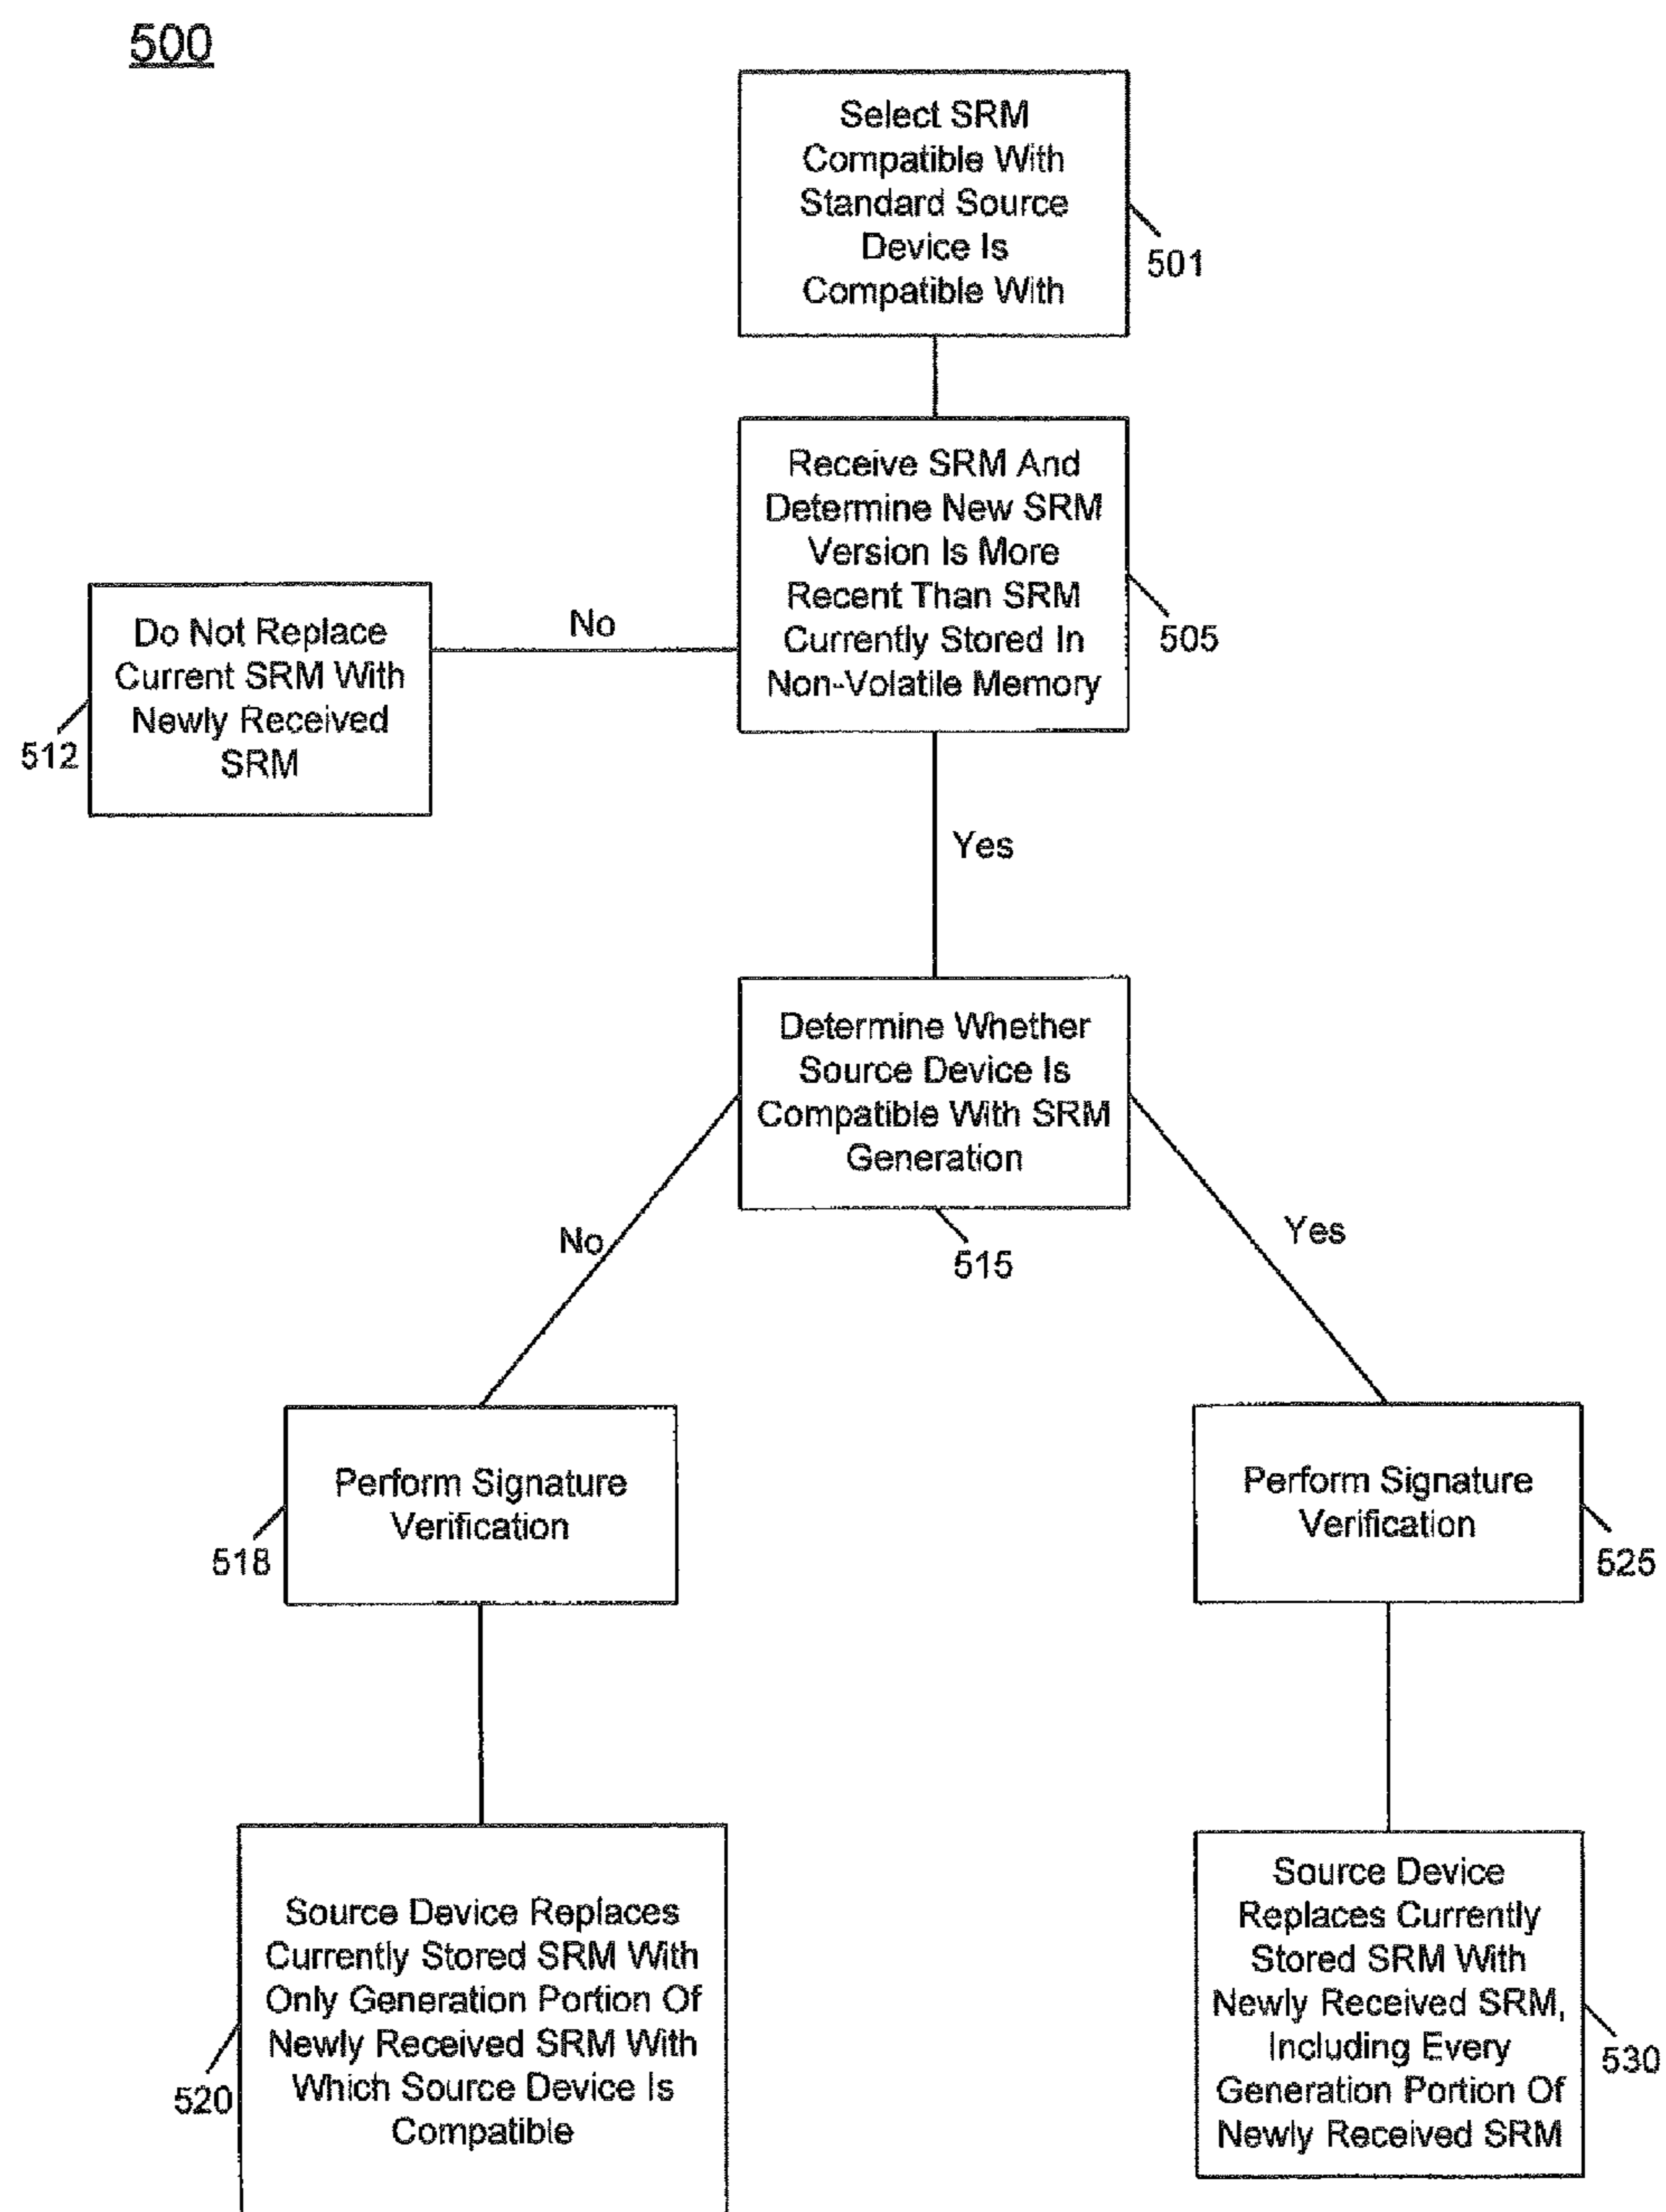 500
Select SRM
Compatible With
Standard Source
Device Is
Compatible With
501
Receive SRM And
Determine New SRM
Version Is More
Recent Than SRM
Currently Stored In
Non-Volatile Memory
505
No
Do Not Replace
Current SRM With
Newly Received
SRM
512
Yes
Determine Whether
Source Device Is
Compatible With SRM
Generation
515
No
Yes
Perform Signature
Verification
518
Perform Signature
Verification
525
Source Device Replaces
Currently Stored SRM With
Only Generation Portion Of
Newly Received SRM With
Which Source Device Is
Compatible
520
Source Device
Replaces Currently
Stored SRM With
Newly Received SRM,
Including Every
Generation Portion Of
Newly Received SRM
530